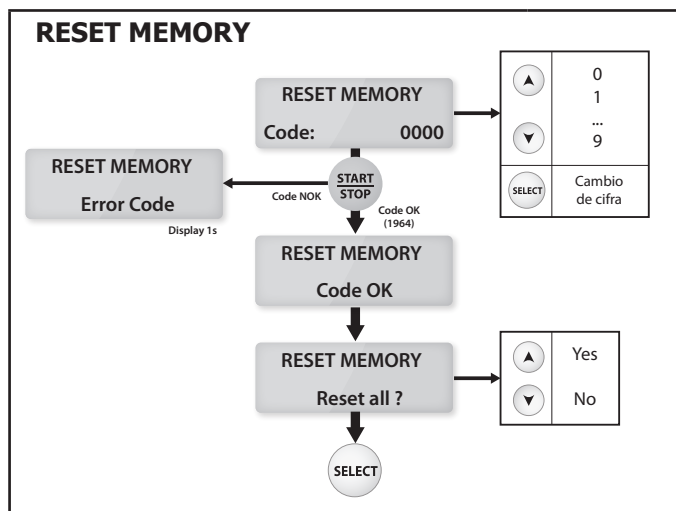 RESET MEMORY
RESET MEMORY
Code: 0000
0
1
...
9
SELECT
Cambio
de cifra
START
STOP
RESET MEMORY
Error Code
Display 1s
Code NOK
Code OK
(1964)
RESET MEMORY
Code OK
RESET MEMORY
Reset all ?
Yes
No
SELECT